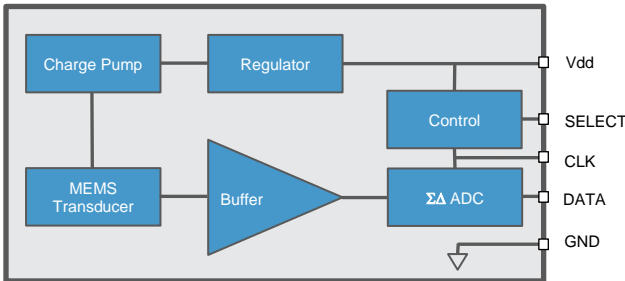 Charge Pump
Regulator
Vdd
Control
SELECT
CLK
MEMS
Transducer
Buffer
ΣΔ ADC
DATA
GND